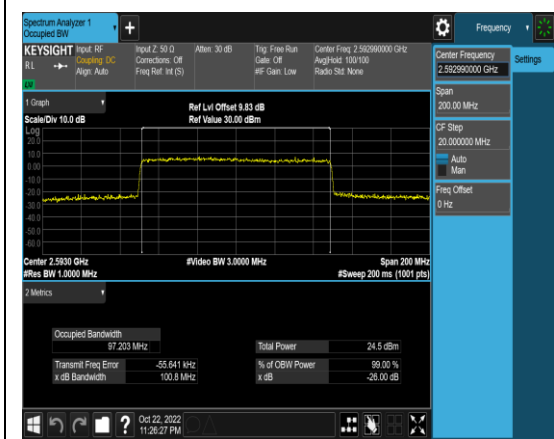 Spectrum Analyzer 1
Occupied BW
+
Frequency
KEYSIGHT
RL
Input: RF
Coupling: DC
Align: Auto
Input Z: 50 Ω
Corrections: Off
Freq Ref: Int (S)
Atten: 30 dB
Trig: Free Run
Gate: Off
#IF Gain: Low
Center Freq: 2.592990000 GHz
Avg|Hold: 100/100
Radio Std: None
Center Frequency
2.592990000 GHz
Settings
Span
200.00 MHz
CF Step
20.000000 MHz
Auto
Man
Freq Offset
0 Hz
1 Graph
Scale/Div 10.0 dB
Ref Lvl Offset 9.83 dB
Ref Value 30.00 dBm
Log
20.0
10.0
0.00
-10.0
-20.0
-30.0
-40.0
-50.0
-60.0
Center 2.5930 GHz
#Video BW 3.0000 MHz
Span 200 MHz
#Res BW 1.0000 MHz
#Sweep 200 ms (1001 pts)
2 Metrics
Occupied Bandwidth
97.203 MHz
Total Power
24.5 dBm
Transmit Freq Error
-55.641 kHz
% of OBW Power
99.00 %
x dB Bandwidth
100.8 MHz
x dB
-26.00 dB
?
Oct 22, 2022
11:26:27 PM